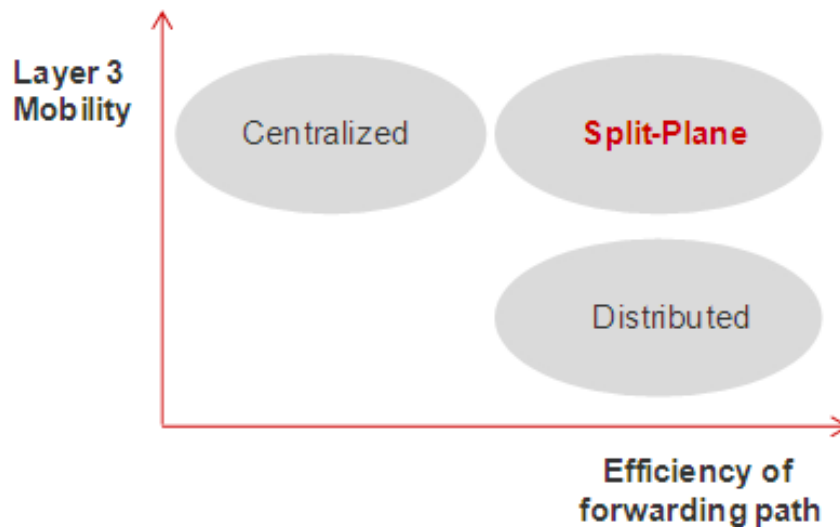 Layer 3
Mobility
Centralized
Split-Plane
Distributed
Efficiency of
forwarding path